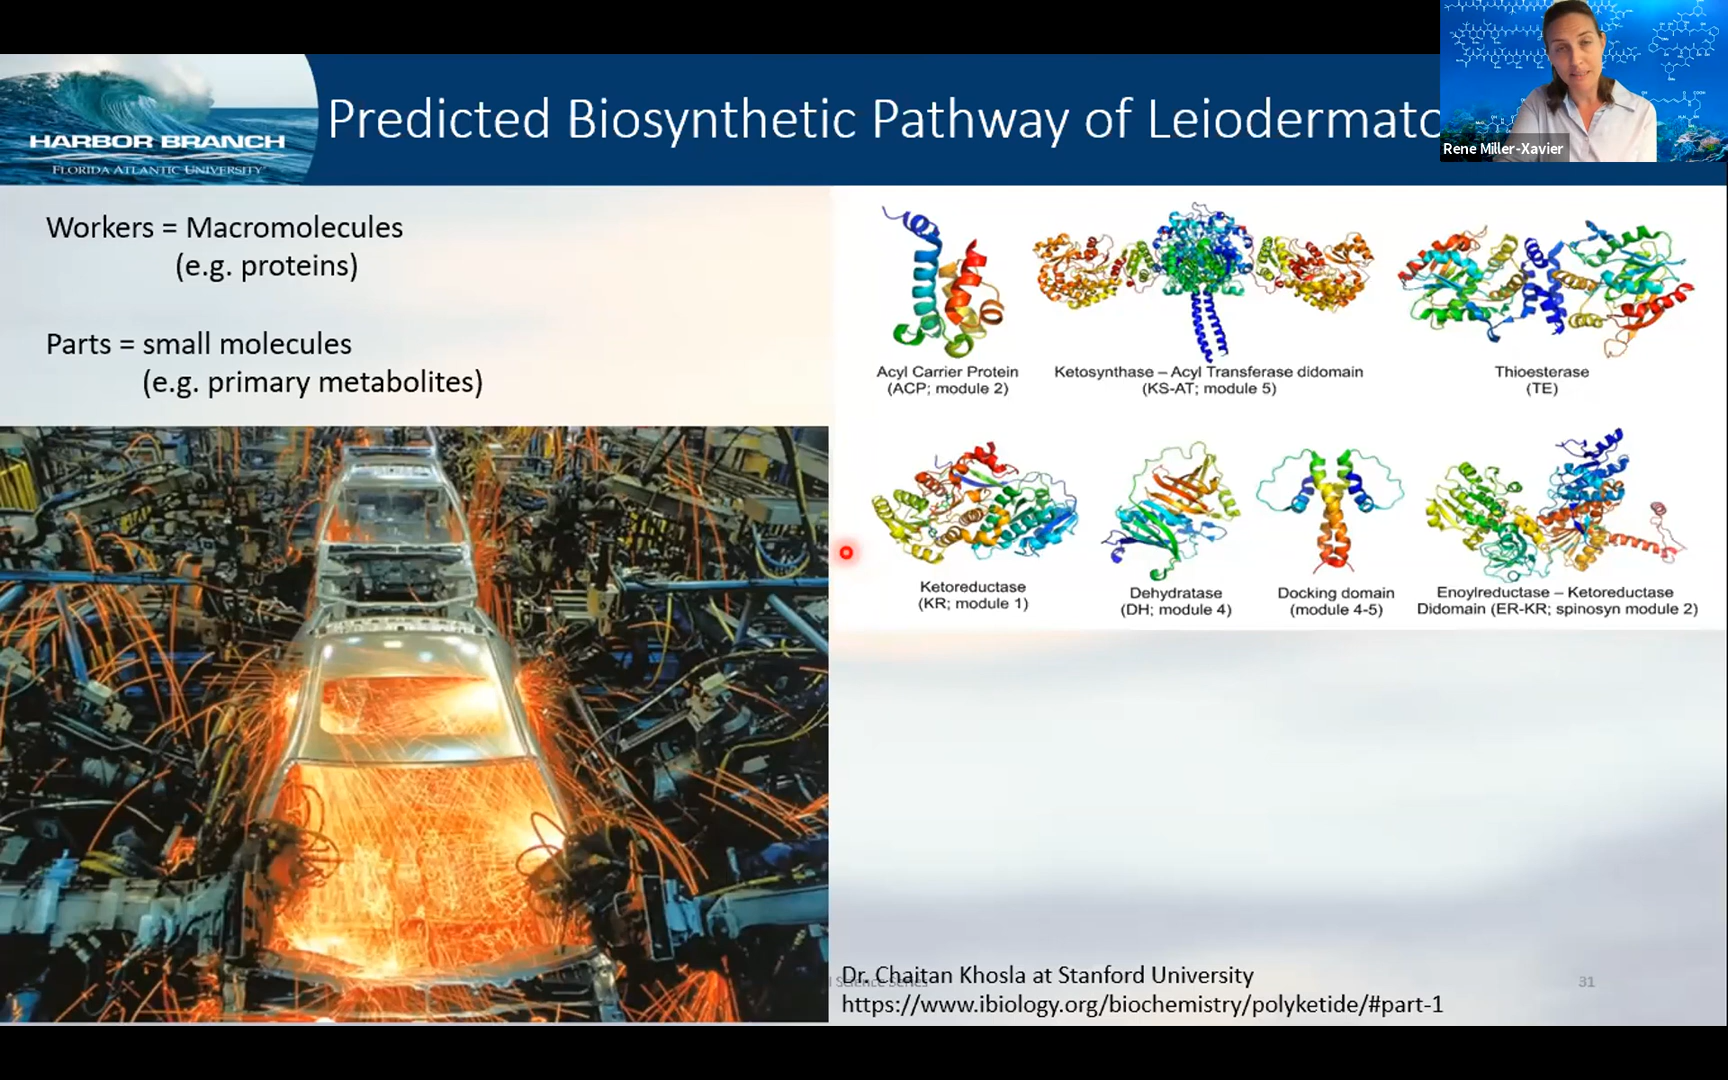 HARBOR BRANCH
FLORIDA ATLANTIC UNIVERSITY
Predicted Biosynthetic Pathway of Leiodermato
Rene Miller-Xavier
Workers = Macromolecules
(e.g. proteins)
Parts = small molecules
(e.g. primary metabolites)
Acyl Carrier Protein
(ACP; module 2)
Ketosynthase – Acyl Transferase didomain
(KS-AT; module 5)
Thioesterase
(TE)
Ketoreductase
(KR; module 1)
Dehydratase
(DH; module 4)
Docking domain
(module 4-5)
Enoylreductase – Ketoreductase
Didomain (ER-KR; spinosyn module 2)
Dr. Chaitan Khosla at Stanford University
https://www.ibiology.org/biochemistry/polyketide/#part-1
31